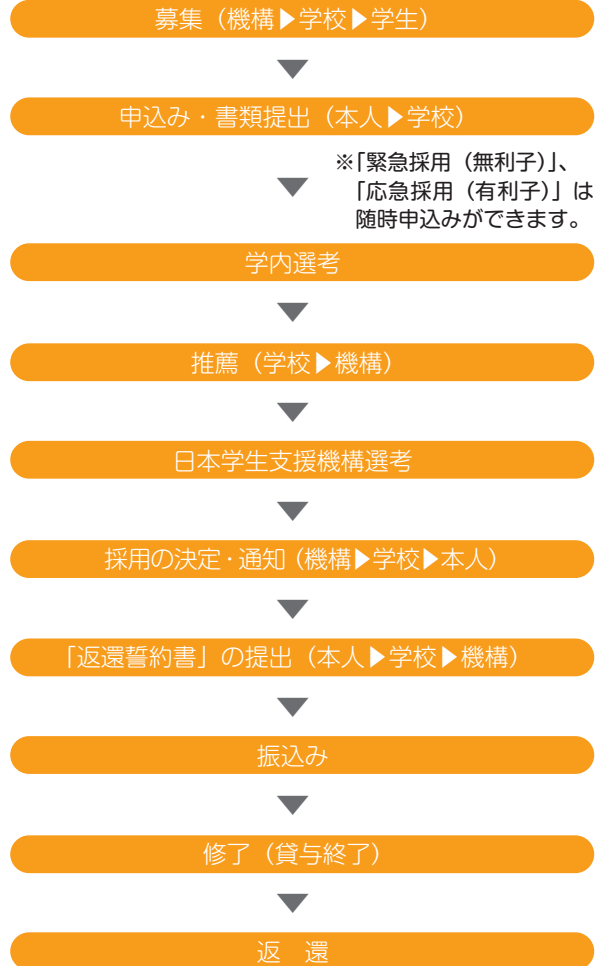 募集（機構▶学校▶学生）
申込み・書類提出（本人▶学校）
※「緊急採用（無利子）」、
「応急採用（有利子）」は
随時申込みができます。
学内選考
推薦（学校▶機構）
日本学生支援機構選考
採用の決定・通知（機構▶学校▶本人）
「返還誓約書」の提出（本人▶学校▶機構）
振込み
修了（貸与終了）
返　還